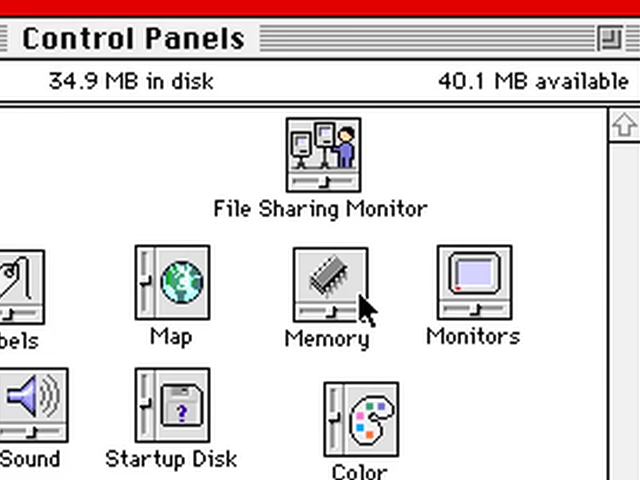 Control Panels
34.9 MB in disk 40.1 MB available
File Sharing Monitor
bels Map Memory Monitors
?
Sound Startup Disk Color